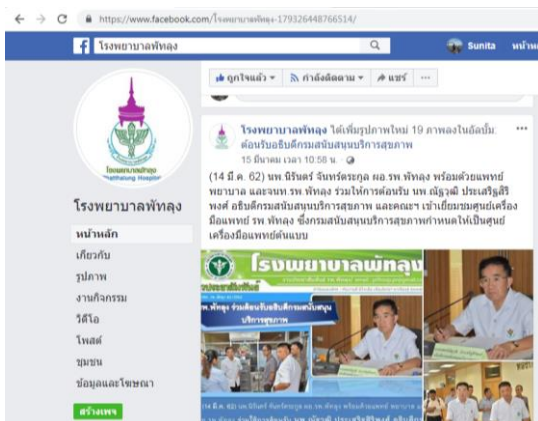 https://www.facebook.com/โรงพยาบาลพัทลุง-179326448766514/
โรงพยาบาลพัทลุง
Sunita
หน้าห
ถูกใจแล้ว
กำลังติดตาม
แชร์
โรงพยาบาลพัทลุง
Phatthalung Hospital
โรงพยาบาลพัทลุง
หน้าหลัก
เกี่ยวกับ
รูปภาพ
งานกิจกรรม
วิดีโอ
โพสต์
ชุมชน
ข้อมูลและโฆษณา
สร้างเพจ
โรงพยาบาลพัทลุง ได้เพิ่มรูปภาพใหม่ 19 ภาพลงในอัลบั้ม:
ต้อนรับอธิบดีกรมสนับสนุนบริการสุขภาพ
15 มีนาคม เวลา 10:58 น.
(14 มี.ค. 62) นพ.นิรันดร์ จันทร์ตระกูล ผอ.รพ.พัทลุง พร้อมด้วยแพทย์
พยาบาล และจนท.รพ.พัทลุง ร่วมให้การต้อนรับ นพ.ณัฐวุฒิ ประเสริฐสิริ
พงศ์ อธิบดีกรมสนับสนุนบริการสุขภาพ และคณะฯ เข้าเยี่ยมชมศูนย์เครื่อง
มือแพทย์ รพ.พัทลุง ซึ่งกรมสนับสนุนบริการสุขภาพกำหนดให้เป็นศูนย์
เครื่องมือแพทย์ต้นแบบ
โรงพยาบาลพัทลุง
พ.พัทลุง ร่วมต้อนรับอธิบดีกรมสนับสนุน
บริการสุขภาพ